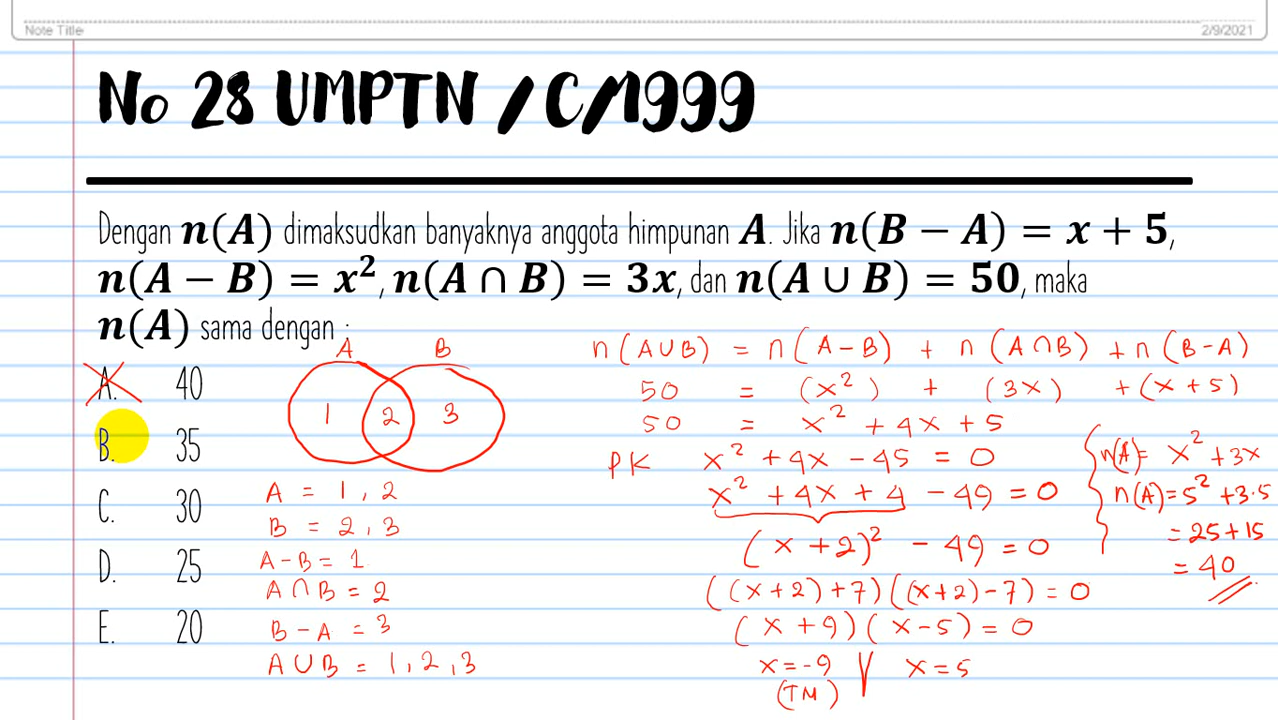 Note Title
2/9/2021
No 28 UMPTN /C/1999
Dengan n(A) dimaksudkan banyaknya anggota himpunan A. Jika n(B − A) = x + 5,
n(A − B) = x², n(A ∩ B) = 3x, dan n(A ∪ B) = 50, maka
n(A) sama dengan .
A. 40
B. 35
C. 30
D. 25
E. 20
A B
1 2 3
A = 1, 2
B = 2, 3
A-B = 1
A ∩ B = 2
B - A = 3
A ∪ B = 1, 2, 3
n (A∪B) = n (A-B) + n (A∩B) + n (B-A)
50 = (x²) + (3x) + (x + 5)
50 = x² + 4x + 5
PK x² + 4x - 45 = 0
x² + 4x + 4 - 49 = 0
(x + 2)² - 49 = 0
((x+2)+7)((x+2)-7) = 0
(x + 9)(x - 5) = 0
x = -9 V x = 5
(TM)
n(A) = x² + 3x
n(A) = 5² + 3.5
= 25 + 15
= 40